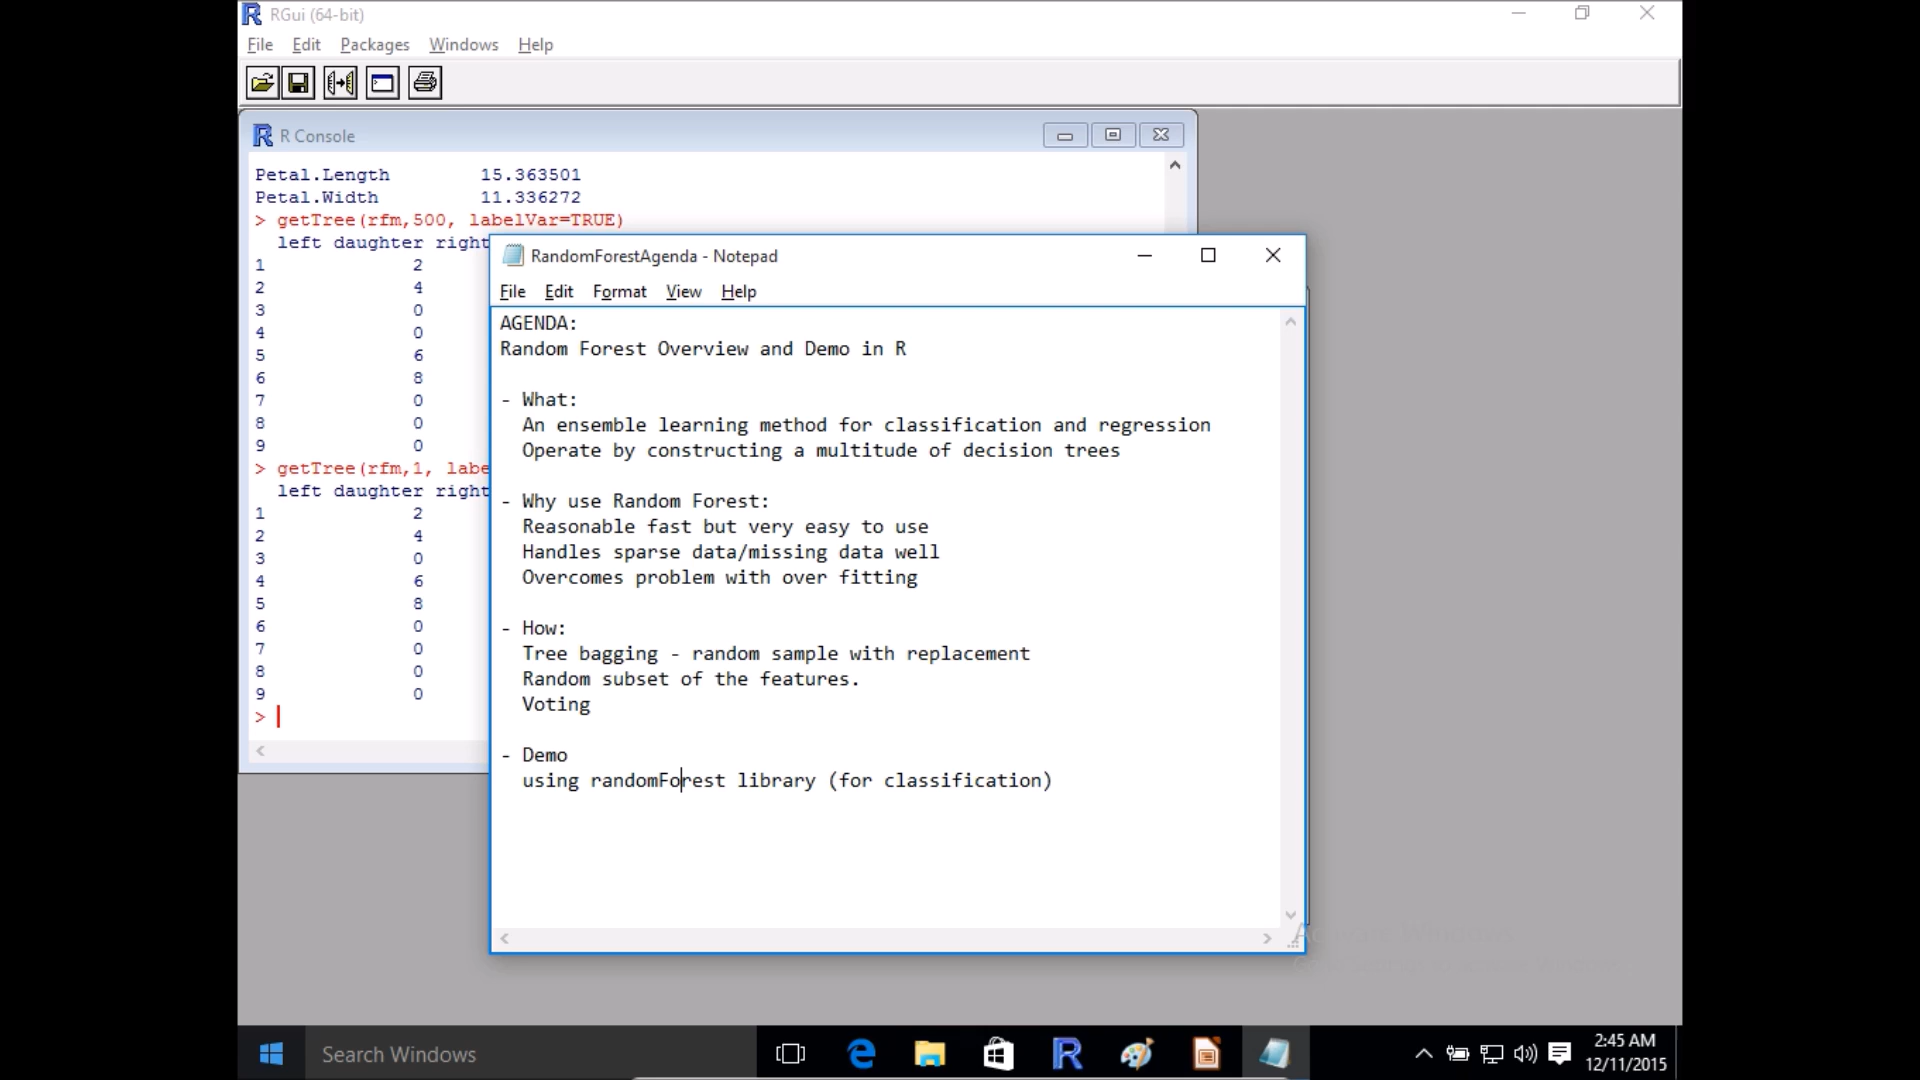 RGui (64-bit)
File Edit Packages Windows Help
R Console
Petal.Length 15.363501
Petal.Width 11.336272
> getTree(rfm,500, labelVar=TRUE)
left daughter right
1 2
2 4
3 0
4 0
5 6
6 8
7 0
8 0
9 0
> getTree(rfm,1, labe
left daughter right
1 2
2 4
3 0
4 6
5 8
6 0
7 0
8 0
9 0
>
RandomForestAgenda - Notepad
File Edit Format View Help
AGENDA:
Random Forest Overview and Demo in R
- What:
An ensemble learning method for classification and regression
Operate by constructing a multitude of decision trees
- Why use Random Forest:
Reasonable fast but very easy to use
Handles sparse data/missing data well
Overcomes problem with over fitting
- How:
Tree bagging - random sample with replacement
Random subset of the features.
Voting
- Demo
using randomForest library (for classification)
Search Windows
2:45 AM
12/11/2015